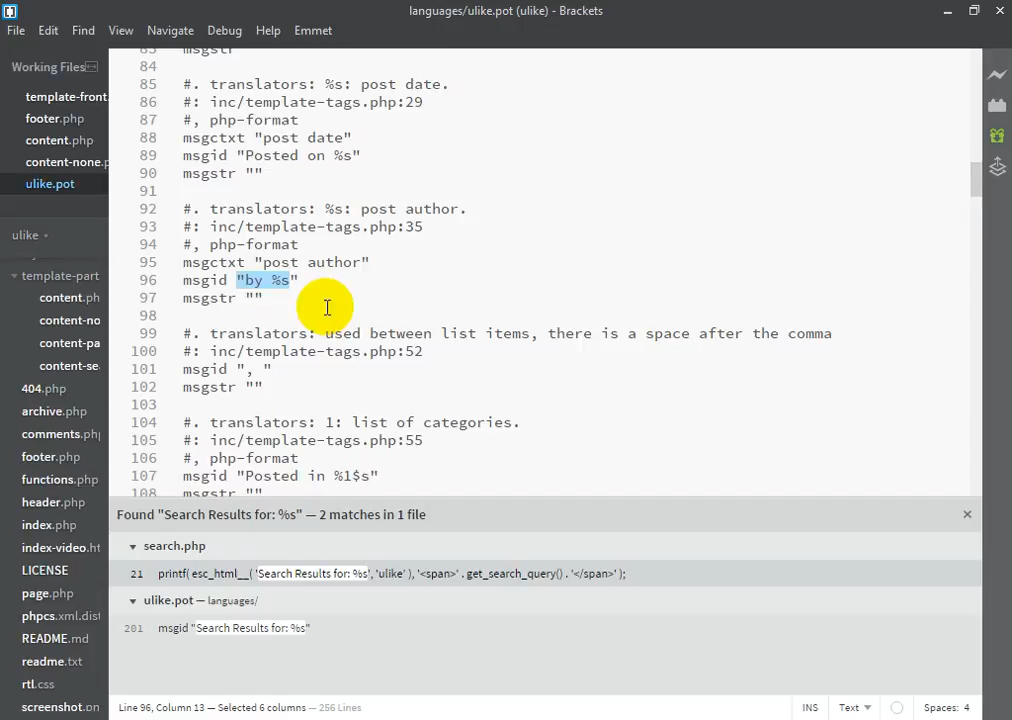 languages/ulike.pot (ulike) - Brackets
File Edit View Navigate Debug Help Emmet
Working Files
template-front.
footer.php
content.php
content-none.p
ulike.pot
ulike
template-part
content.ph
content-no
content-pa
content-se
404.php
archive.php
comments.php
footer.php
functions.php
header.php
index.php
index-video.ht
LICENSE
page.php
phpcs.xml.dist
README.md
readme.txt
rtl.css
screenshot.pn
83 msgstr ""
84
85 #. translators: %s: post date.
86 #: inc/template-tags.php:29
87 #, php-format
88 msgctxt "post date"
89 msgid "Posted on %s"
90 msgstr ""
91
92 #. translators: %s: post author.
93 #: inc/template-tags.php:35
94 #, php-format
95 msgctxt "post author"
96 msgid "by %s"
97 msgstr ""
98
99 #. translators: used between list items, there is a space after the comma
100 #: inc/template-tags.php:52
101 msgid ", "
102 msgstr ""
103
104 #. translators: 1: list of categories.
105 #: inc/template-tags.php:55
106 #, php-format
107 msgid "Posted in %1$s"
108 msgstr ""
Found "Search Results for: %s" — 2 matches in 1 file
search.php
21 printf( esc_html__( 'Search Results for: %s', 'ulike' ), '<span>' . get_search_query() . '</span>' );
ulike.pot — languages/
201 msgid "Search Results for: %s"
Line 96, Column 13 — Selected 6 columns — 256 Lines
INS Text Spaces: 4